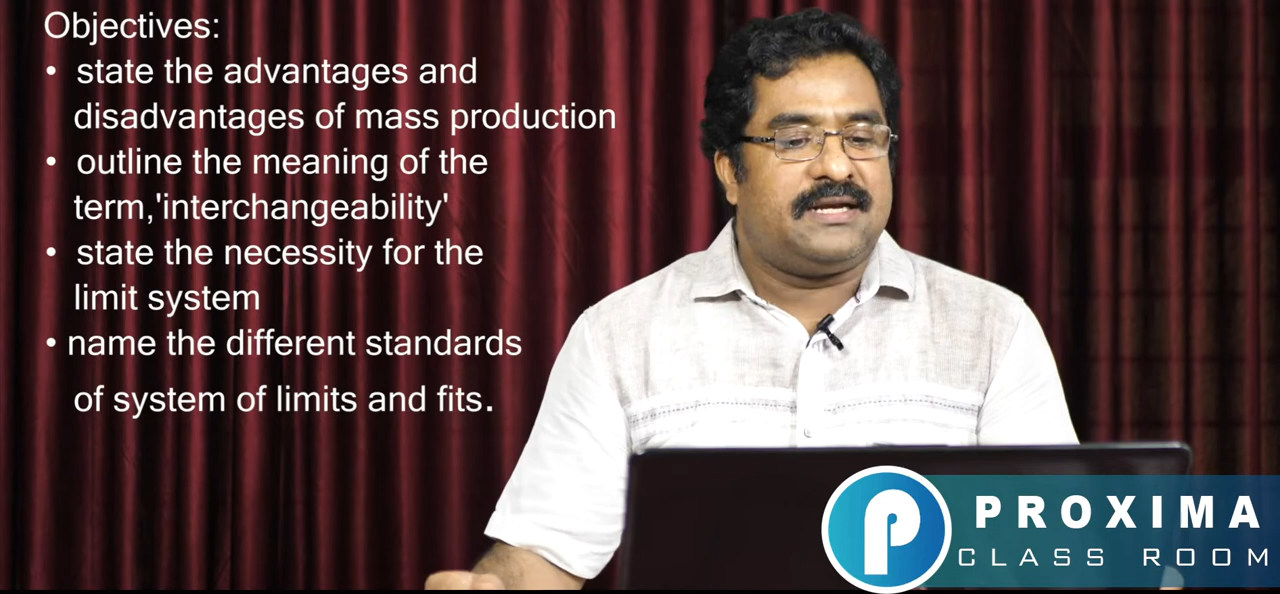 Objectives:
• state the advantages and
disadvantages of mass production
• outline the meaning of the
term,'interchangeability'
• state the necessity for the
limit system
• name the different standards
of system of limits and fits.
PROXIMA
CLASS ROOM